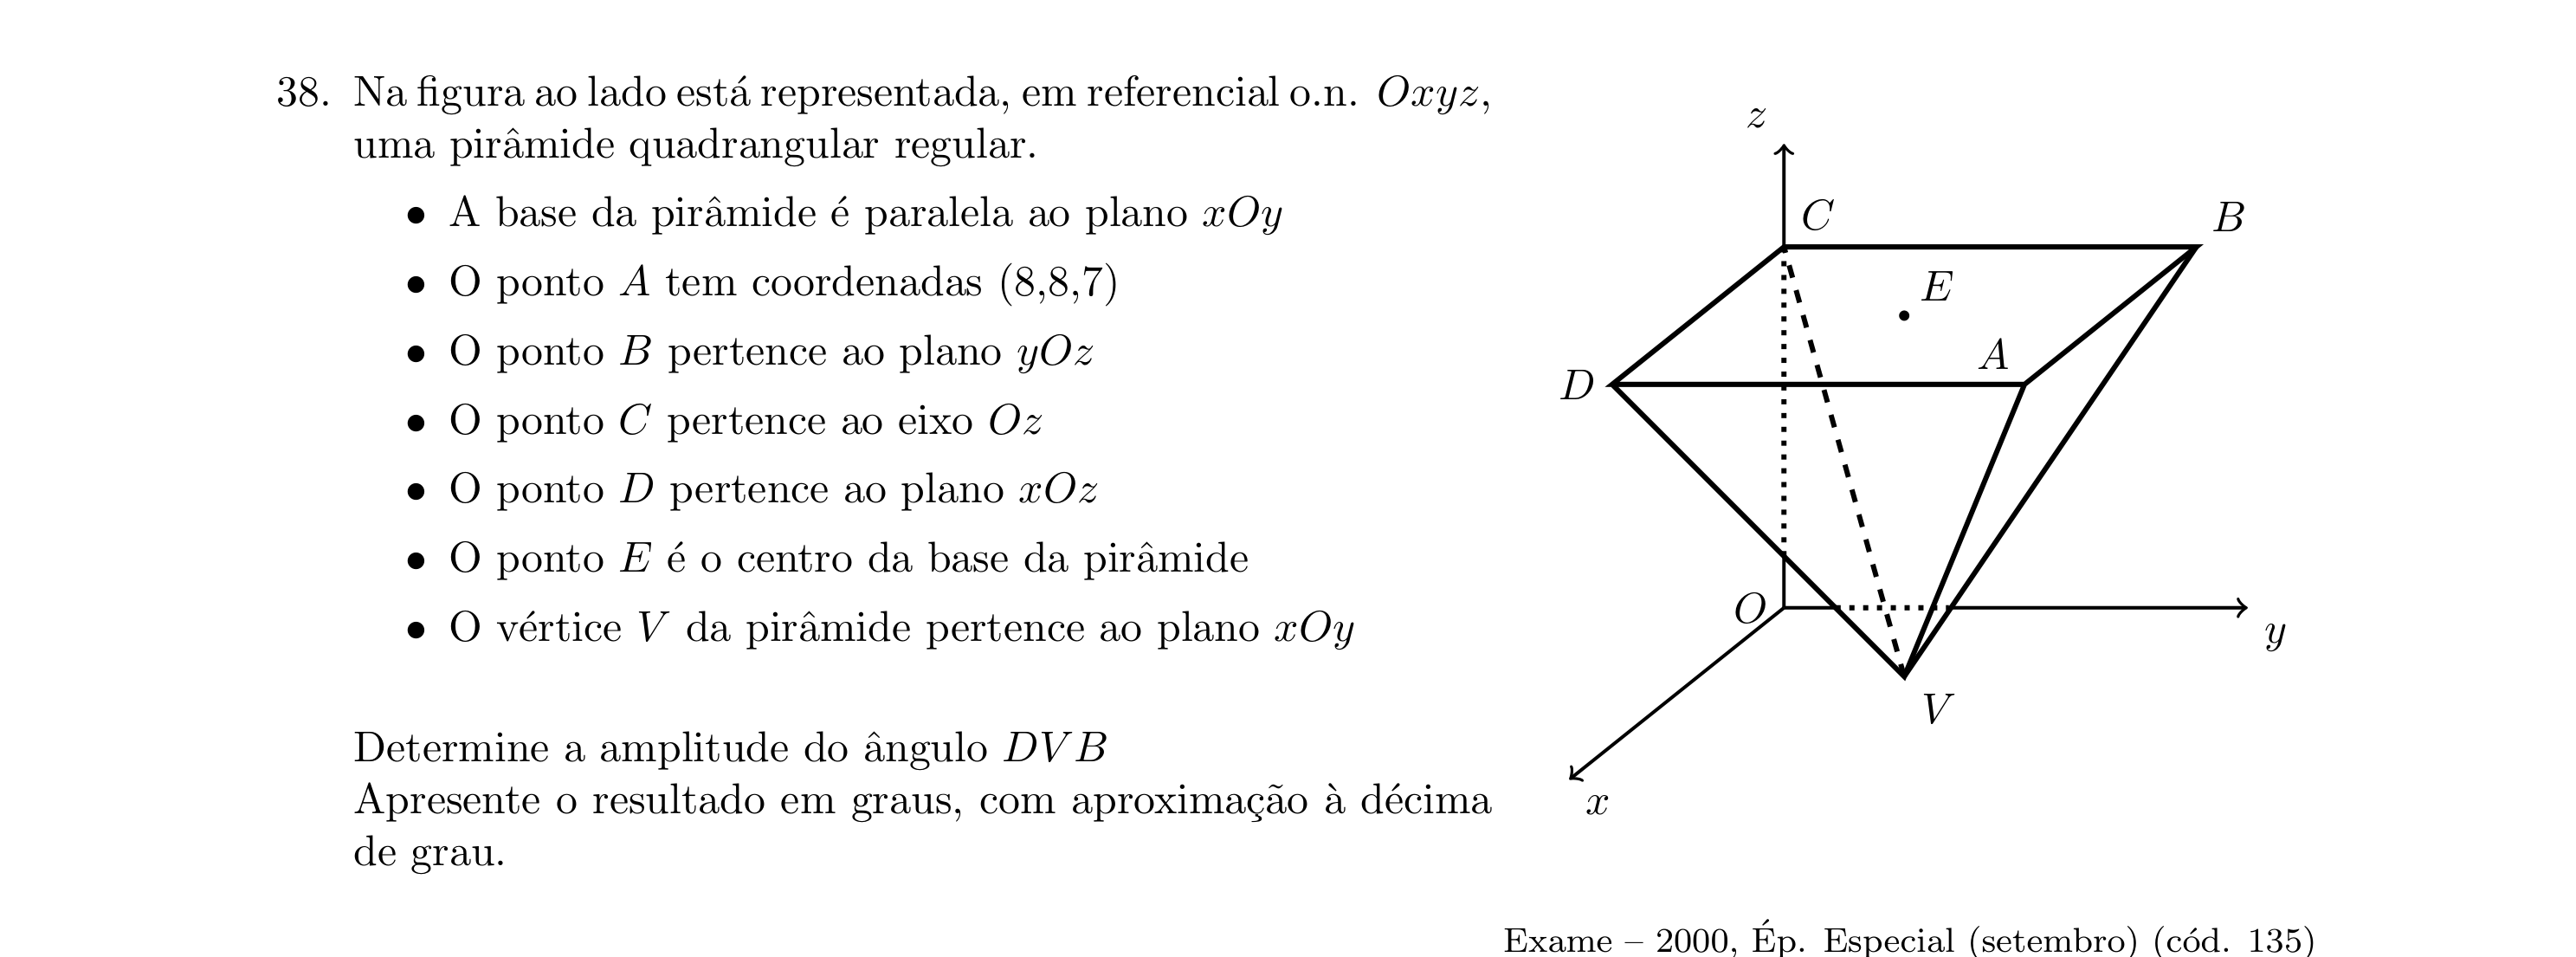 38. Na figura ao lado está representada, em referencial o.n. Oxyz,
uma pirâmide quadrangular regular.
• A base da pirâmide é paralela ao plano xOy
• O ponto A tem coordenadas (8,8,7)
• O ponto B pertence ao plano yOz
• O ponto C pertence ao eixo Oz
• O ponto D pertence ao plano xOz
• O ponto E é o centro da base da pirâmide
• O vértice V da pirâmide pertence ao plano xOy
Determine a amplitude do ângulo DVB
Apresente o resultado em graus, com aproximação à décima
de grau.
z
C
B
E
A
D
O
y
V
x
Exame – 2000, Ép. Especial (setembro) (cód. 135)